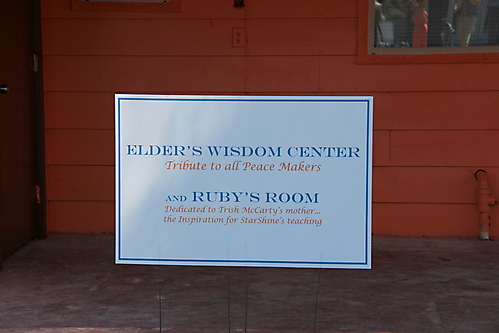 ELDER'S WISDOM CENTER
Tribute to all Peace Makers
AND RUBY'S ROOM
Dedicated to Trish McCarty's mother...
the Inspiration for StarShine's teaching